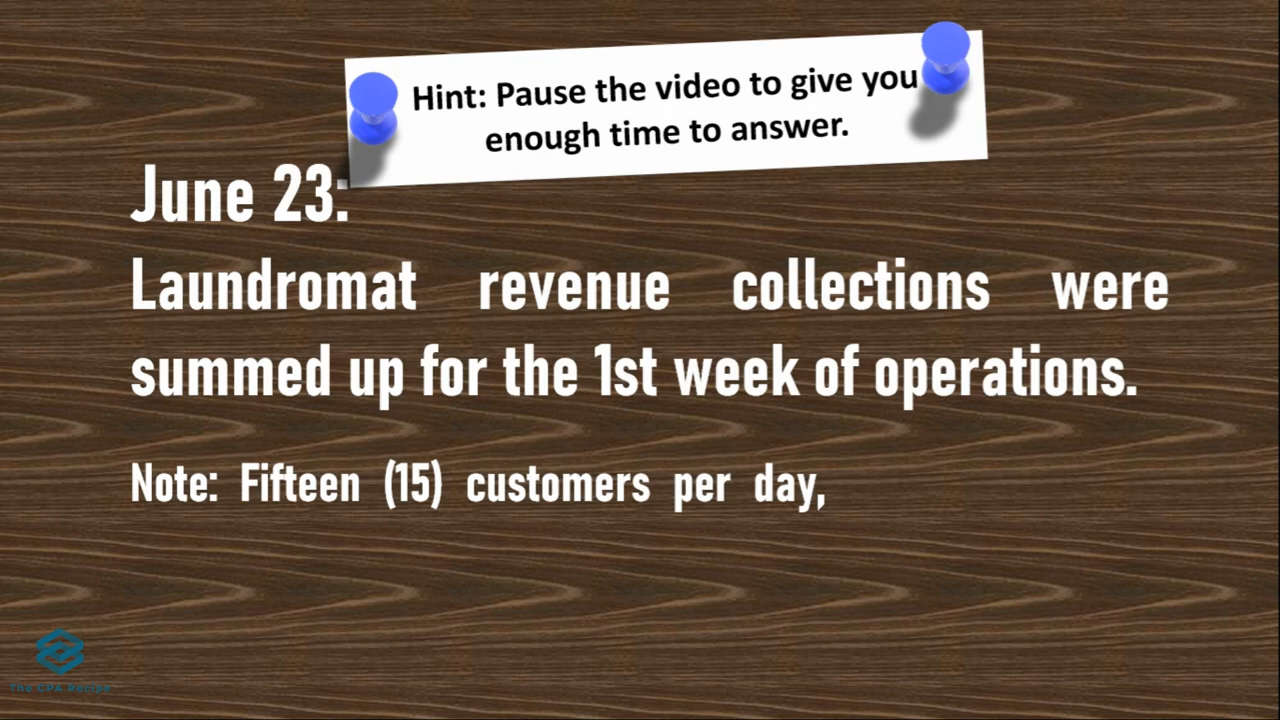 Hint: Pause the video to give you
enough time to answer.
June 23:
Laundromat revenue collections were
summed up for the 1st week of operations.
Note: Fifteen (15) customers per day,
The CPA Recipe